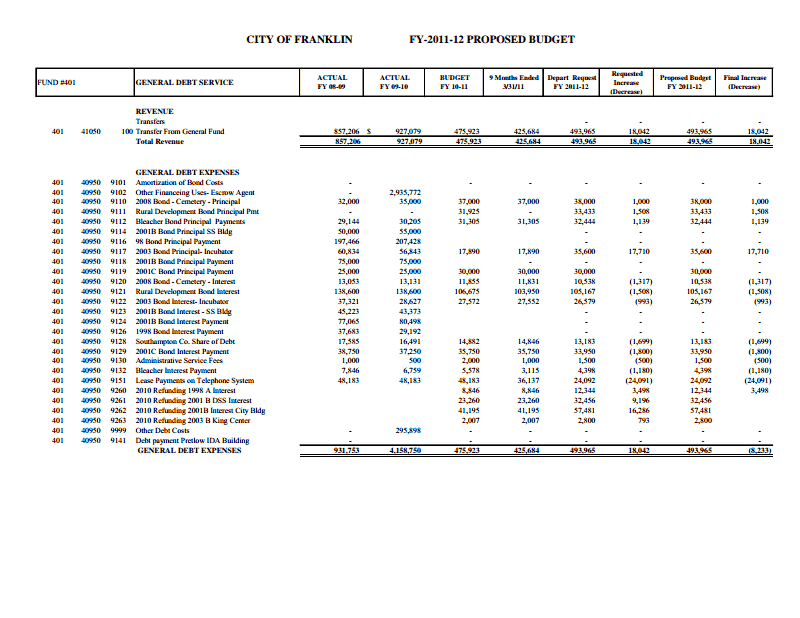 CITY OF FRANKLIN FY-2011-12 PROPOSED BUDGET
FUND #401 GENERAL DEBT SERVICE ACTUAL FY 08-09 ACTUAL FY 09-10 BUDGET FY 10-11 9 Months Ended 3/31/11 Depart Request FY 2011-12 Requested Increase (Decrease) Proposed Budget FY 2011-12 Final Increase (Decrease)
REVENUE
Transfers - - - -
401 41050 100 Transfer From General Fund 857,206 $ 927,079 475,923 425,684 493,965 18,042 493,965 18,042
Total Revenue 857,206 927,079 475,923 425,684 493,965 18,042 493,965 18,042
GENERAL DEBT EXPENSES
401 40950 9101 Amortization of Bond Costs - - - - - - - -
401 40950 9102 Other Financeing Uses- Escrow Agent - 2,935,772 - - - -
401 40950 9110 2008 Bond - Cemetery - Principal 32,000 35,000 37,000 37,000 38,000 1,000 38,000 1,000
401 40950 9111 Rural Development Bond Principal Pmt - - 31,925 - 33,433 1,508 33,433 1,508
401 40950 9112 Bleacher Bond Principal Payments 29,144 30,205 31,305 31,305 32,444 1,139 32,444 1,139
401 40950 9114 2001B Bond Principal SS Bldg 50,000 55,000 - - - -
401 40950 9116 98 Bond Principal Payment 197,466 207,428 - - - -
401 40950 9117 2003 Bond Principal- Incubator 60,834 56,843 17,890 17,890 35,600 17,710 35,600 17,710
401 40950 9118 2001B Bond Principal Payment 75,000 75,000 - - - - - -
401 40950 9119 2001C Bond Principal Payment 25,000 25,000 30,000 30,000 30,000 - 30,000 -
401 40950 9120 2008 Bond - Cemetery - Interest 13,053 13,131 11,855 11,831 10,538 (1,317) 10,538 (1,317)
401 40950 9121 Rural Development Bond Interest 138,600 138,600 106,675 103,950 105,167 (1,508) 105,167 (1,508)
401 40950 9122 2003 Bond Interest- Incubator 37,321 28,627 27,572 27,552 26,579 (993) 26,579 (993)
401 40950 9123 2001B Bond Interest - SS Bldg 45,223 43,373 - - - -
401 40950 9124 2001B Bond Interest Payment 77,065 80,498 - - - -
401 40950 9126 1998 Bond Interest Payment 37,683 29,192 - - - -
401 40950 9128 Southampton Co. Share of Debt 17,585 16,491 14,882 14,846 13,183 (1,699) 13,183 (1,699)
401 40950 9129 2001C Bond Interest Payment 38,750 37,250 35,750 35,750 33,950 (1,800) 33,950 (1,800)
401 40950 9130 Administrative Service Fees 1,000 500 2,000 1,000 1,500 (500) 1,500 (500)
401 40950 9132 Bleacher Interest Payment 7,846 6,759 5,578 3,115 4,398 (1,180) 4,398 (1,180)
401 40950 9151 Lease Payments on Telephone System 48,183 48,183 48,183 36,137 24,092 (24,091) 24,092 (24,091)
401 40950 9260 2010 Refunding 1998 A Interest 8,846 8,846 12,344 3,498 12,344 3,498
401 40950 9261 2010 Refunding 2001 B DSS Interest 23,260 23,260 32,456 9,196 32,456
401 40950 9262 2010 Refunding 2001B Interest City Bldg 41,195 41,195 57,481 16,286 57,481
401 40950 9263 2010 Refunding 2003 B King Center 2,007 2,007 2,800 793 2,800
401 40950 9999 Other Debt Costs - 295,898 - - - - - -
401 40950 9141 Debt payment Pretlow IDA Building - - - - - - -
GENERAL DEBT EXPENSES 931,753 4,158,750 475,923 425,684 493,965 18,042 493,965 (8,233)